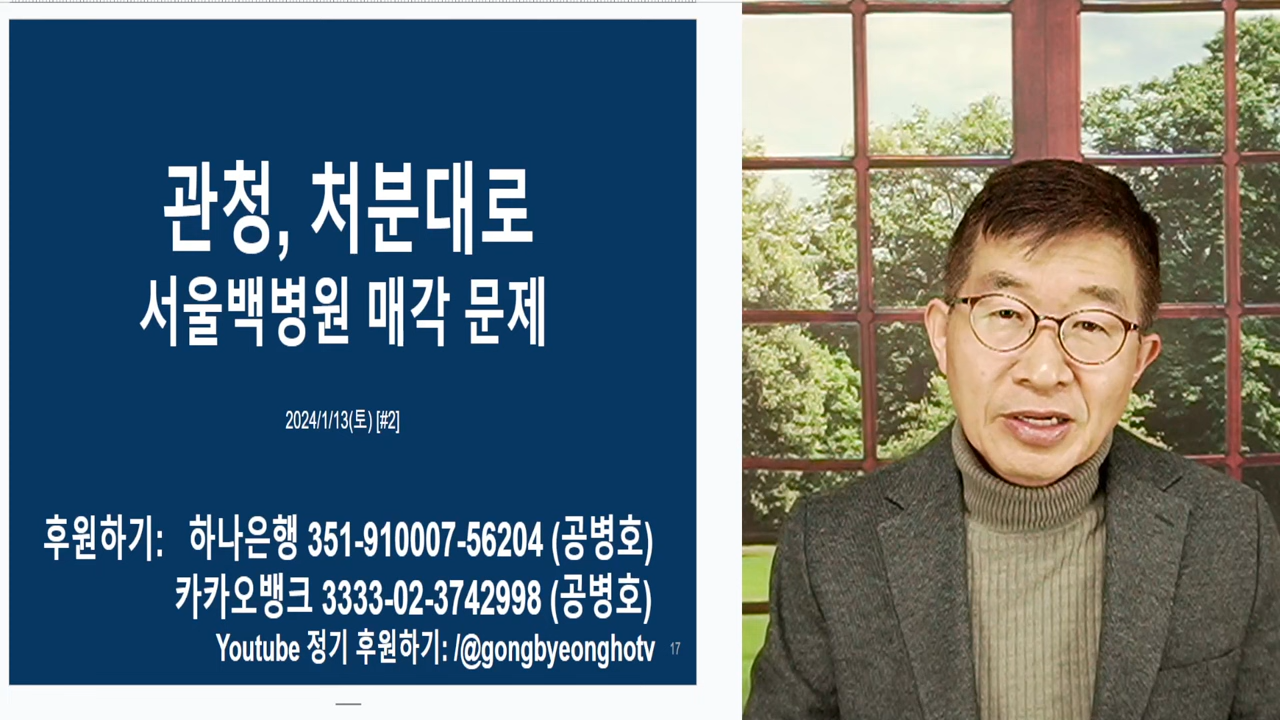 관청, 처분대로
서울백병원 매각 문제
2024/1/13(토) [#2]
후원하기: 하나은행 351-910007-56204 (공병호)
카카오뱅크 3333-02-3742998 (공병호)
Youtube 정기 후원하기: /@gongbyeonghotv
17